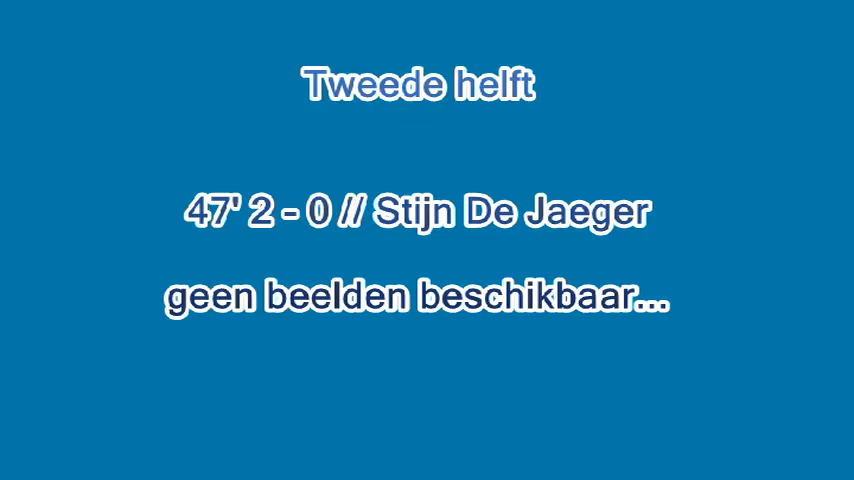 Tweede helft
47' 2 - 0 // Stijn De Jaeger
geen beelden beschikbaar...